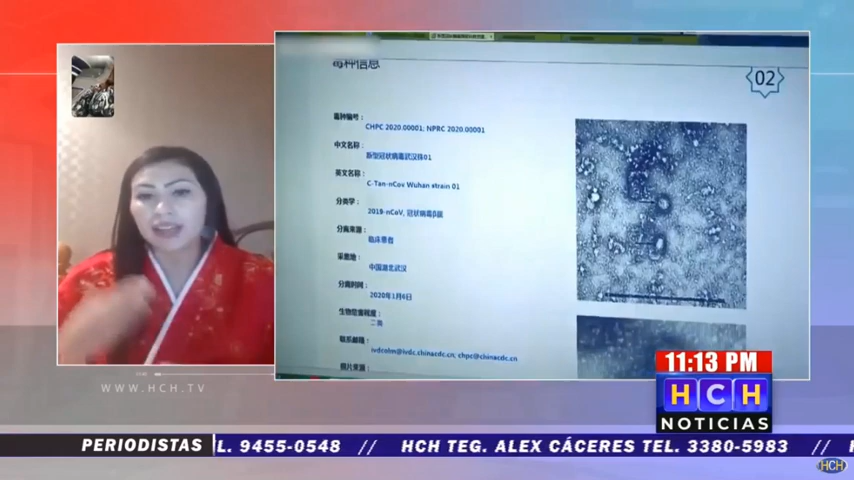 毒种信息
02
毒种编号：
CHPC 2020.00001; NPRC 2020.00001
中文名称：
新型冠状病毒武汉株01
英文名称：
C-Tan-nCov Wuhan strain 01
分类学：
2019-nCoV, 冠状病毒β属
分离来源：
临床患者
采集地：
中国湖北武汉
分离时间：
2020年1月6日
生物危害程度：
二类
联系邮箱：
ivdcolm@ivdc.chinacdc.cn; chpc@chinacdc.cn
照片来源：
WWW.HCH.TV
11:13 PM
HCH
NOTICIAS
PERIODISTAS L. 9455-0548 // HCH TEG. ALEX CÁCERES TEL. 3380-5983 //
HCH